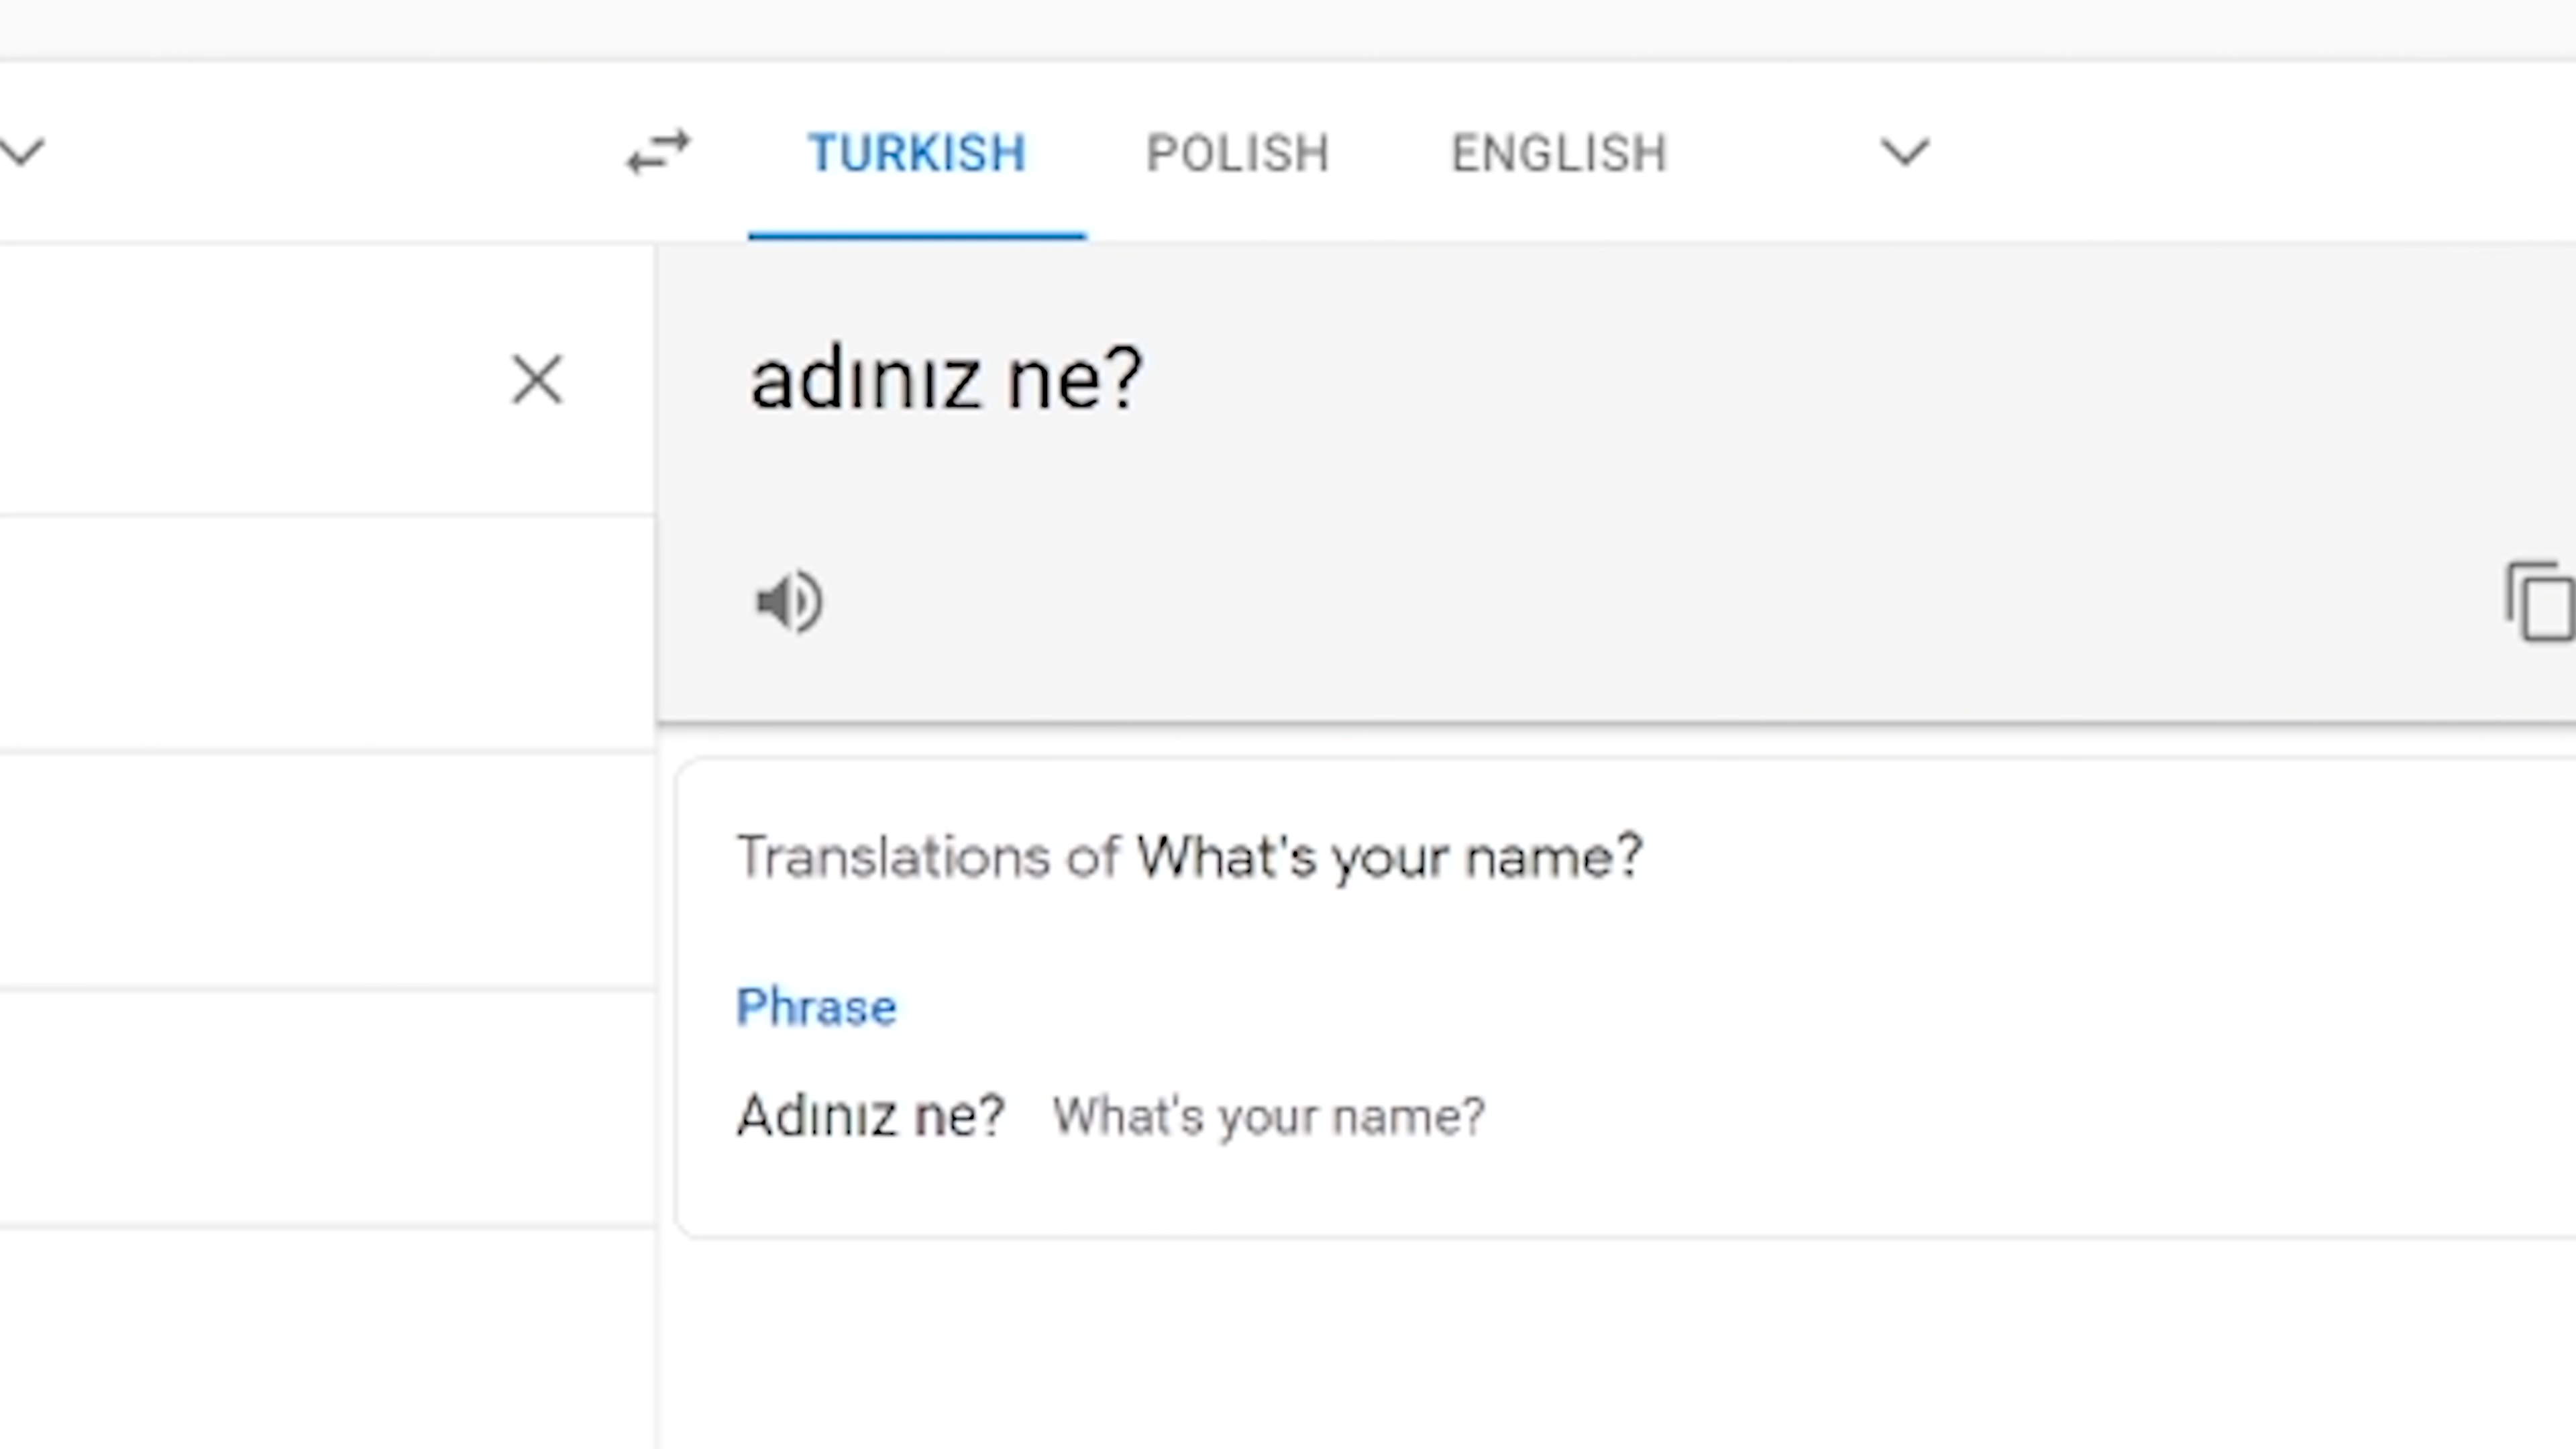 TURKISH POLISH ENGLISH
adınız ne?
Translations of What's your name?
Phrase
Adınız ne? What's your name?